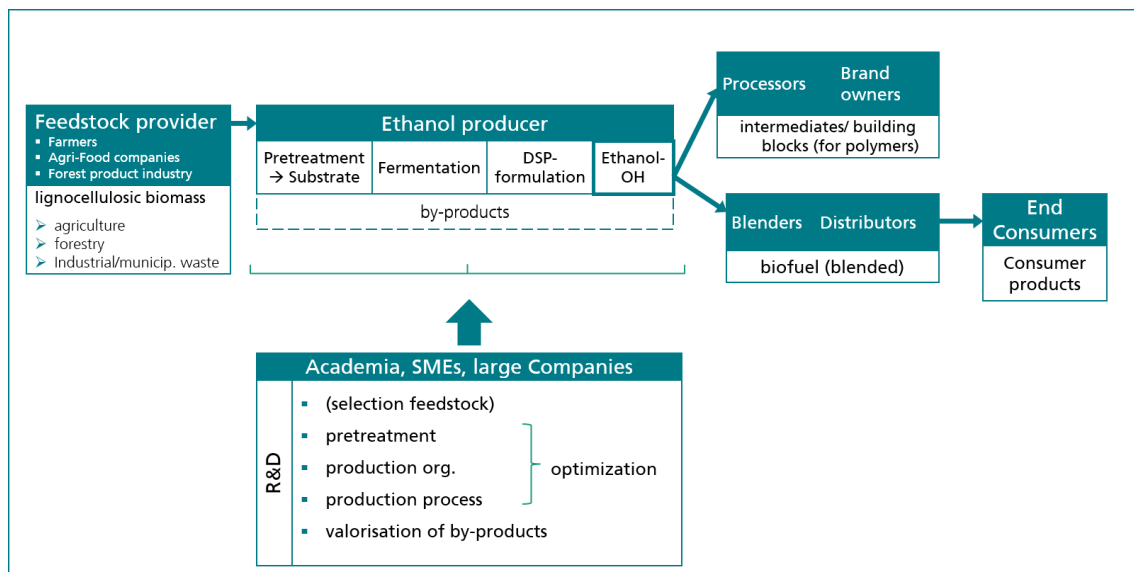 Feedstock provider
▪ Farmers
▪ Agri-Food companies
▪ Forest product industry
lignocellulosic biomass
➢ agriculture
➢ forestry
➢ Industrial/municip. waste
Ethanol producer
Pretreatment
→ Substrate
Fermentation
DSP-
formulation
Ethanol-
OH
by-products
Processors
Brand
owners
intermediates/ building
blocks (for polymers)
Blenders
Distributors
biofuel (blended)
End
Consumers
Consumer
products
Academia, SMEs, large Companies
R&D
▪ (selection feedstock)
▪ pretreatment
▪ production org.
▪ production process
▪ valorisation of by-products
optimization